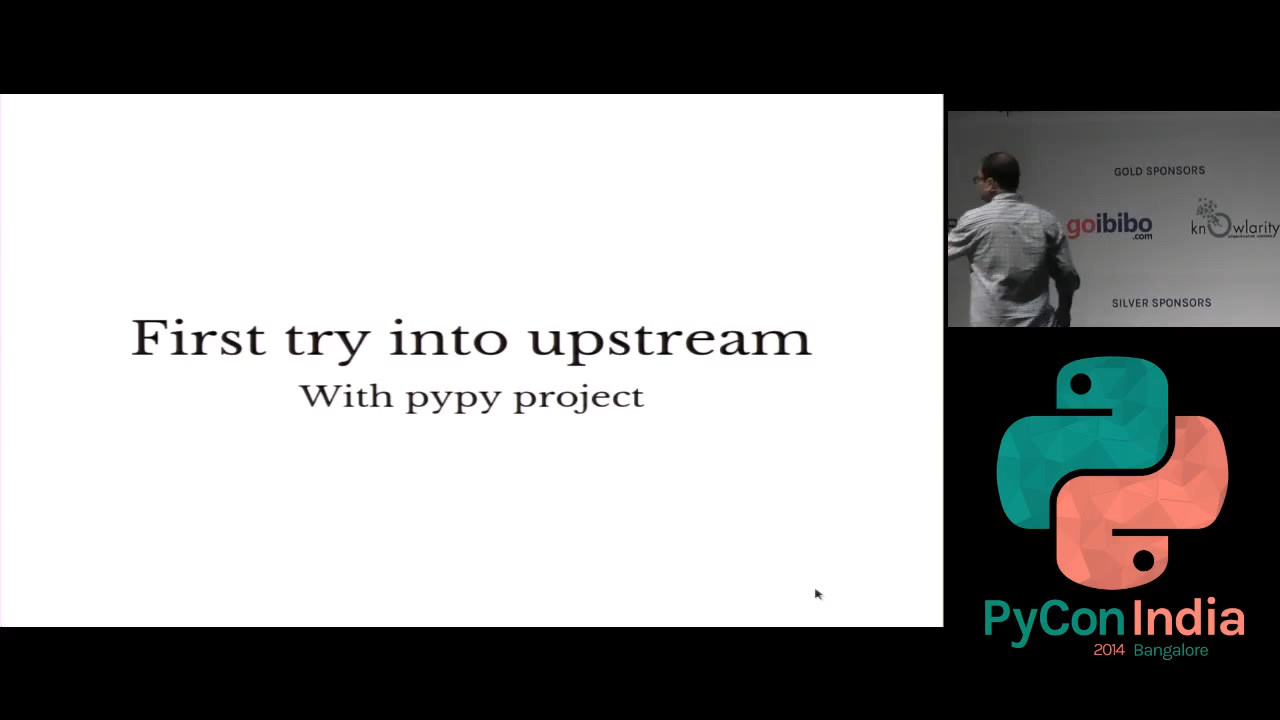 First try into upstream
With pypy project
GOLD SPONSORS
goibibo
.com
knOwlarity
SILVER SPONSORS
PyCon India
2014 Bangalore